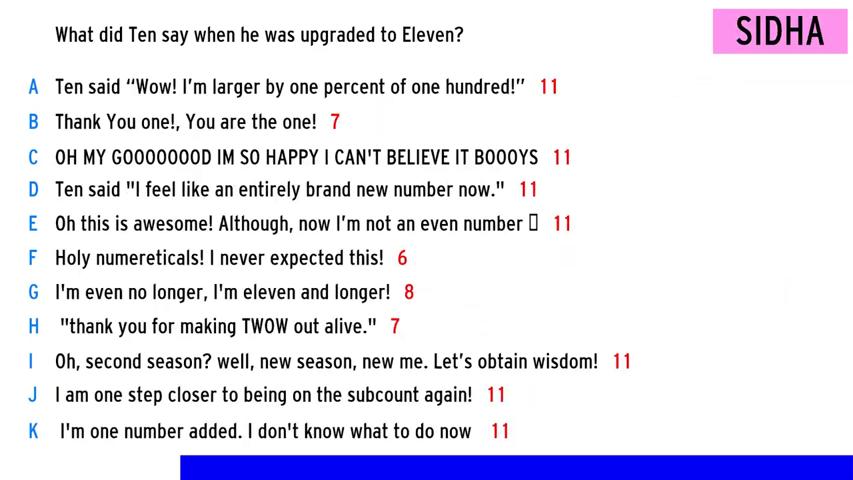 What did Ten say when he was upgraded to Eleven?
SIDHA
A Ten said “Wow! I’m larger by one percent of one hundred!” 11
B Thank You one!, You are the one! 7
C OH MY GOOOOOOOD IM SO HAPPY I CAN'T BELIEVE IT BOOOYS 11
D Ten said "I feel like an entirely brand new number now." 11
E Oh this is awesome! Although, now I’m not an even number ▯ 11
F Holy numereticals! I never expected this! 6
G I'm even no longer, I'm eleven and longer! 8
H "thank you for making TWOW out alive." 7
I Oh, second season? well, new season, new me. Let’s obtain wisdom! 11
J I am one step closer to being on the subcount again! 11
K I'm one number added. I don't know what to do now 11